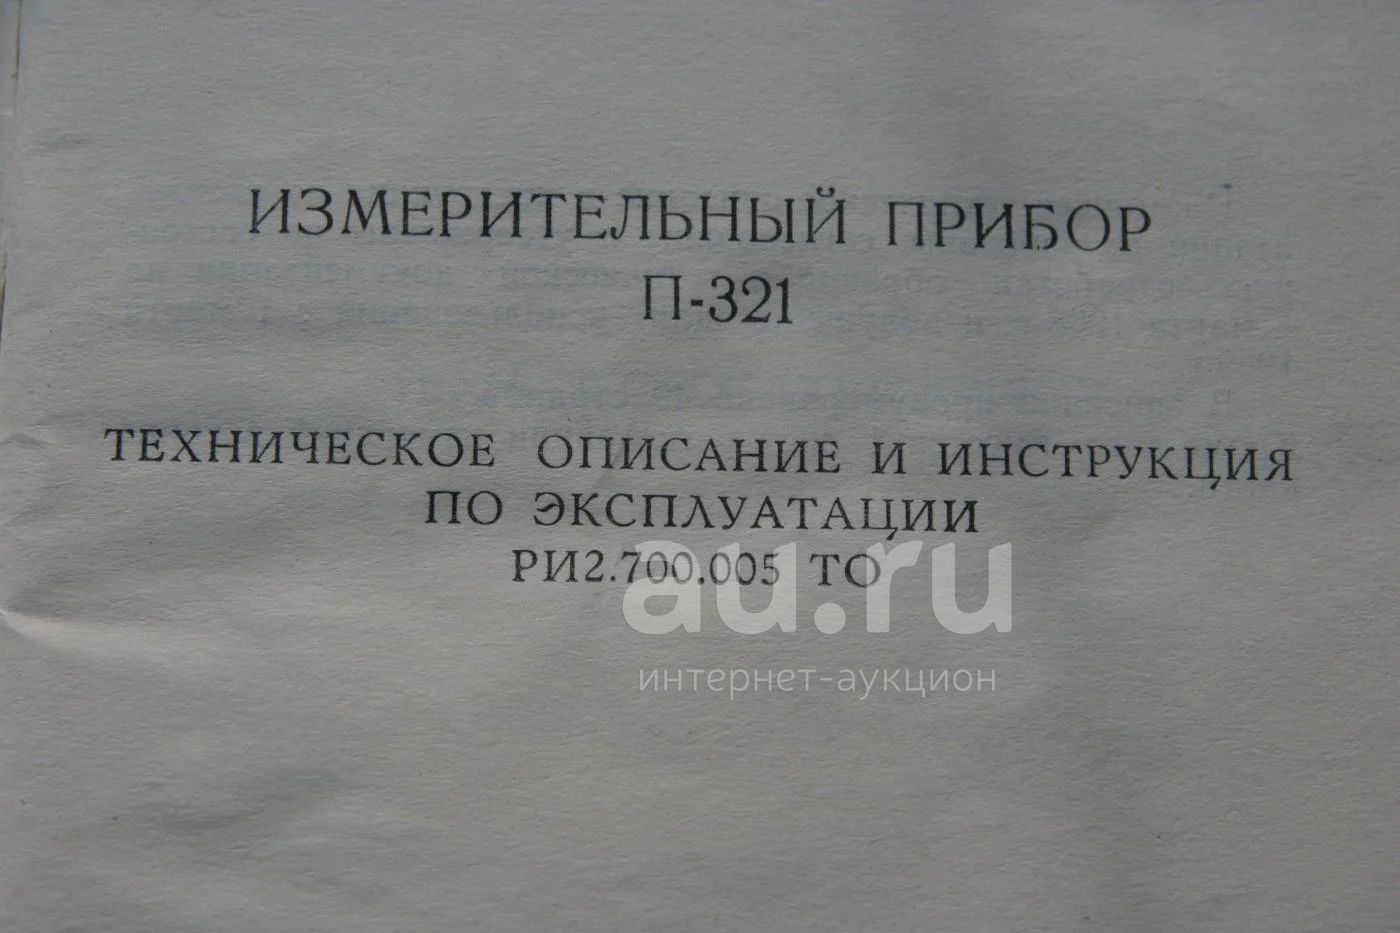 ИЗМЕРИТЕЛЬНЫЙ ПРИБОР
П-321
ТЕХНИЧЕСКОЕ ОПИСАНИЕ И ИНСТРУКЦИЯ
ПО ЭКСПЛУАТАЦИИ
РИ2.700.005 ТО
au.ru
интернет-аукцион